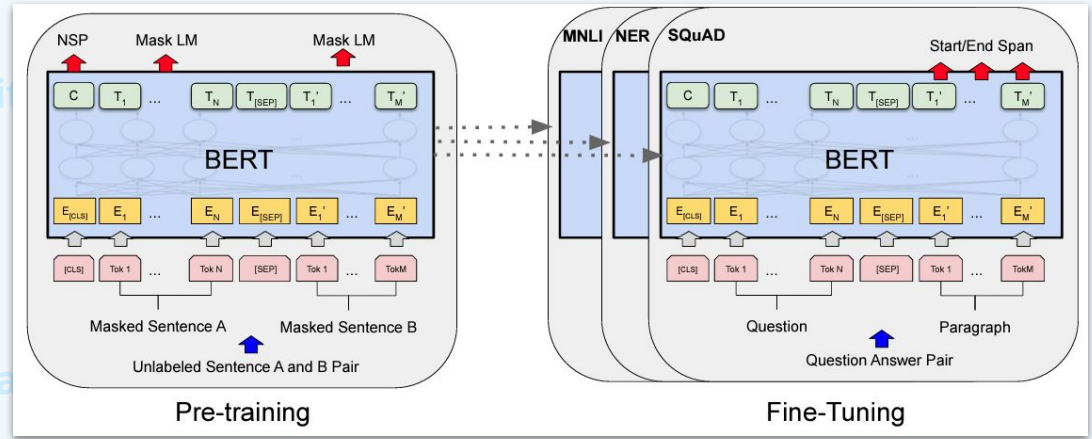 NSP Mask LM Mask LM
C T1 ... TN T[SEP] T1' ... TM'
BERT
E[CLS] E1 ... EN E[SEP] E1' ... EM'
[CLS] Tok 1 ... Tok N [SEP] Tok 1 ... TokM
Masked Sentence A Masked Sentence B
Unlabeled Sentence A and B Pair
Pre-training
MNLI NER SQuAD
Start/End Span
C T1 ... TN T[SEP] T1' ... TM'
BERT
E[CLS] E1 ... EN E[SEP] E1' ... EM'
[CLS] Tok 1 ... Tok N [SEP] Tok 1 ... TokM
Question Paragraph
Question Answer Pair
Fine-Tuning